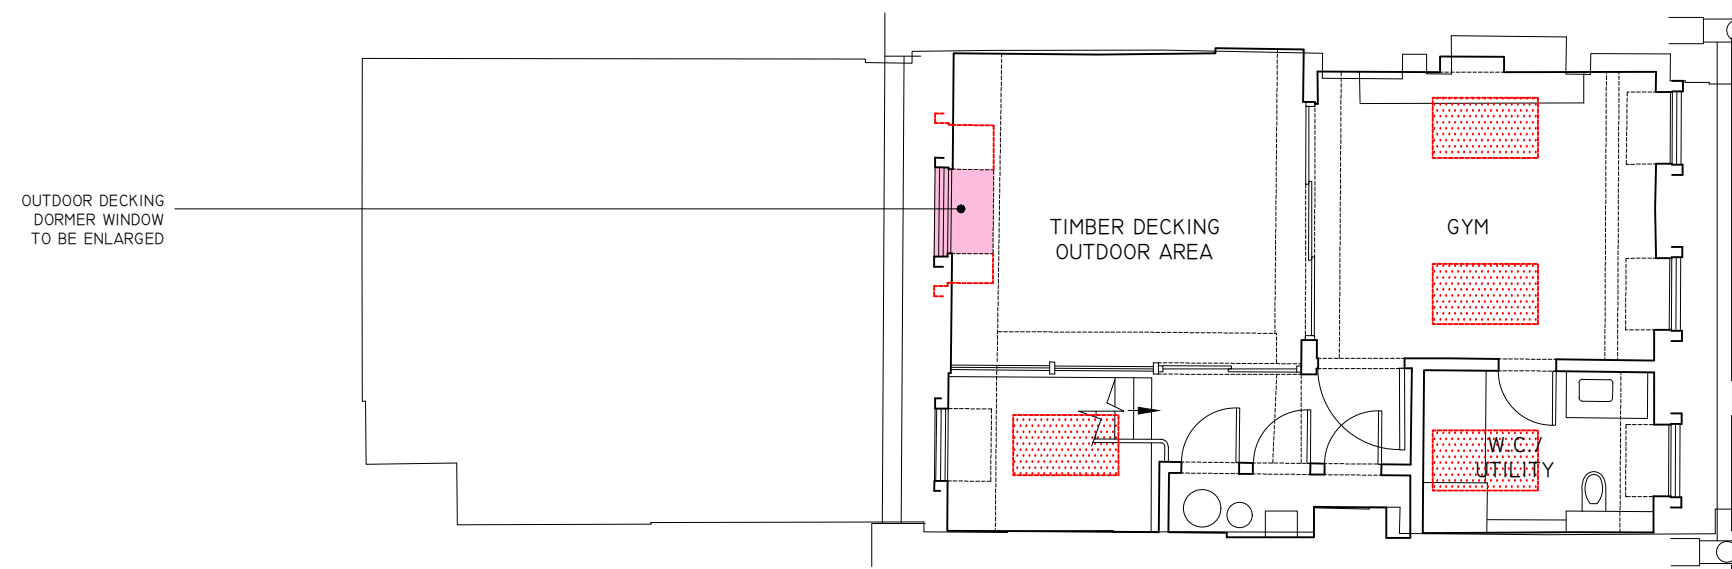 OUTDOOR DECKING
DORMER WINDOW
TO BE ENLARGED
TIMBER DECKING
OUTDOOR AREA
GYM
W.C./
UTILITY